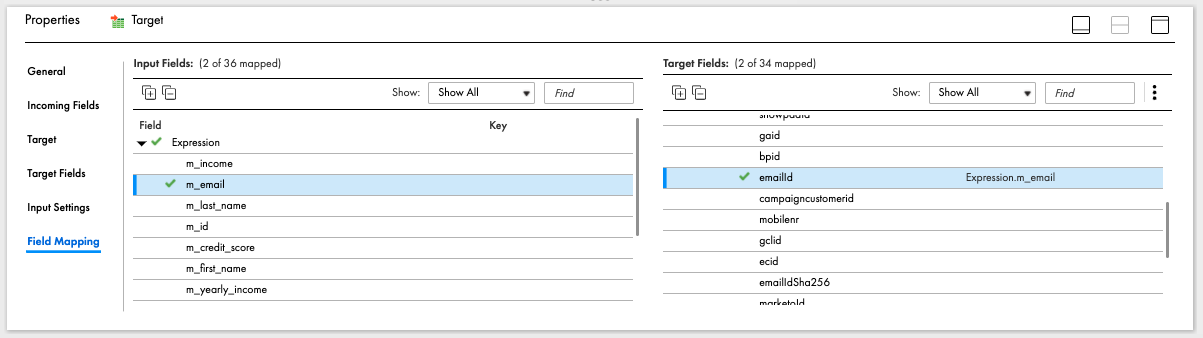 Properties Target
General
Incoming Fields
Target
Target Fields
Input Settings
Field Mapping
Input Fields: (2 of 36 mapped)
Show: Show All Find
Field Key
Expression
m_income
m_email
m_last_name
m_id
m_credit_score
m_first_name
m_yearly_income
Target Fields: (2 of 34 mapped)
Show: Show All Find
gaid
bpid
emailId Expression.m_email
campaigncustomerid
mobilenr
gclid
ecid
emailIdSha256
marketoId